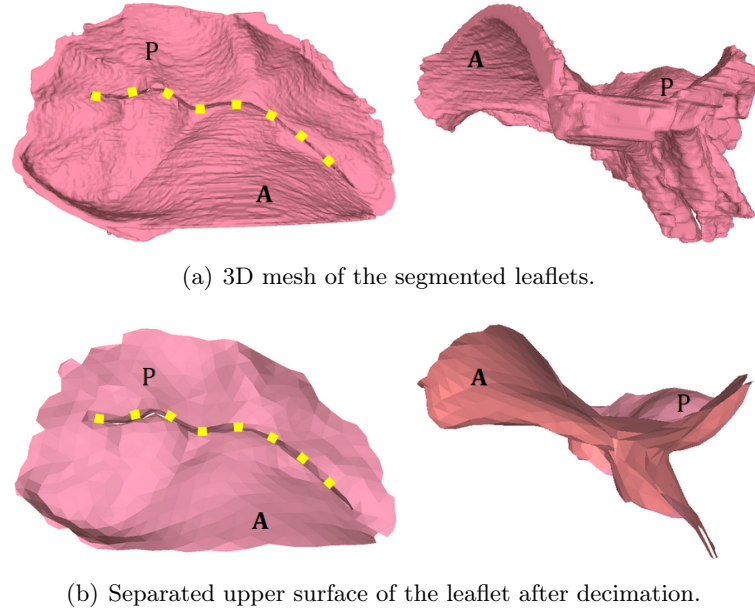 P
A
A
P
(a) 3D mesh of the segmented leaflets.
P
A
A
P
(b) Separated upper surface of the leaflet after decimation.